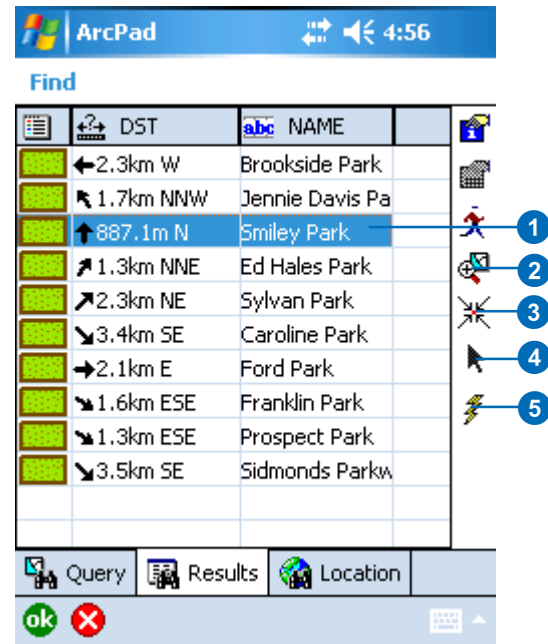 ArcPad 4:56
Find
DST abc NAME
2.3km W Brookside Park
1.7km NNW Jennie Davis Pa
887.1m N Smiley Park
1.3km NNE Ed Hales Park
2.3km NE Sylvan Park
3.4km SE Caroline Park
2.1km E Ford Park
1.6km ESE Franklin Park
1.3km ESE Prospect Park
3.5km SE Sidmonds Parkw
1
2
3
4
5
Query Results Location
ok